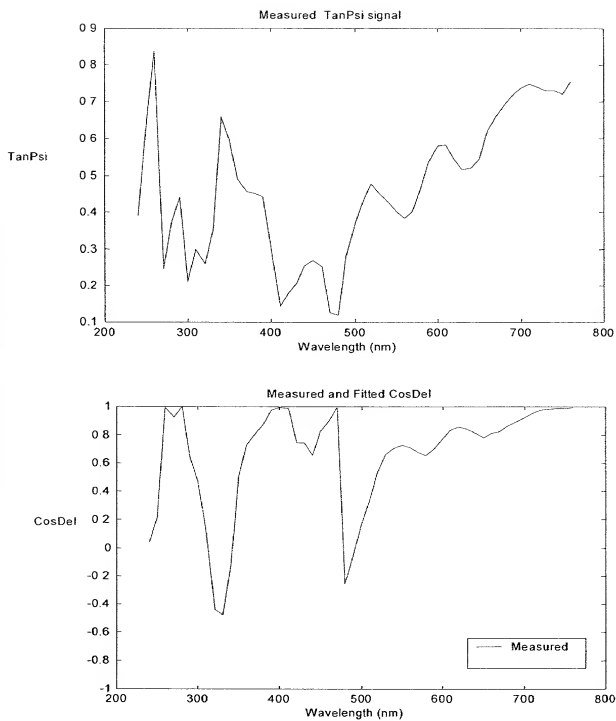 Measured TanPsi signal
0 9
0 8
0 7
0 6
TanPsi
0 5
0 4
0 3
0 2
0.1
200 300 400 500 600 700 800
Wavelength (nm)
Measured and Fitted CosDel
1
0.8
0.6
0.4
0.2
CosDel
0
-0 2
-0.4
-0.6
-0.8
-1
Measured
200 300 400 500 600 700 800
Wavelength (nm)